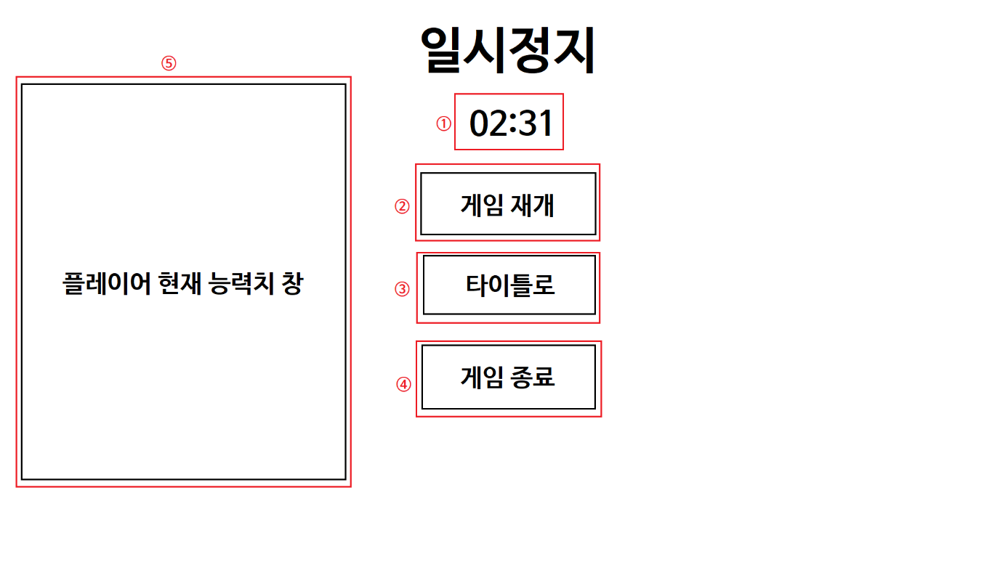 일시정지
⑤
① 02:31
② 게임 재개
플레이어 현재 능력치 창
③ 타이틀로
④ 게임 종료